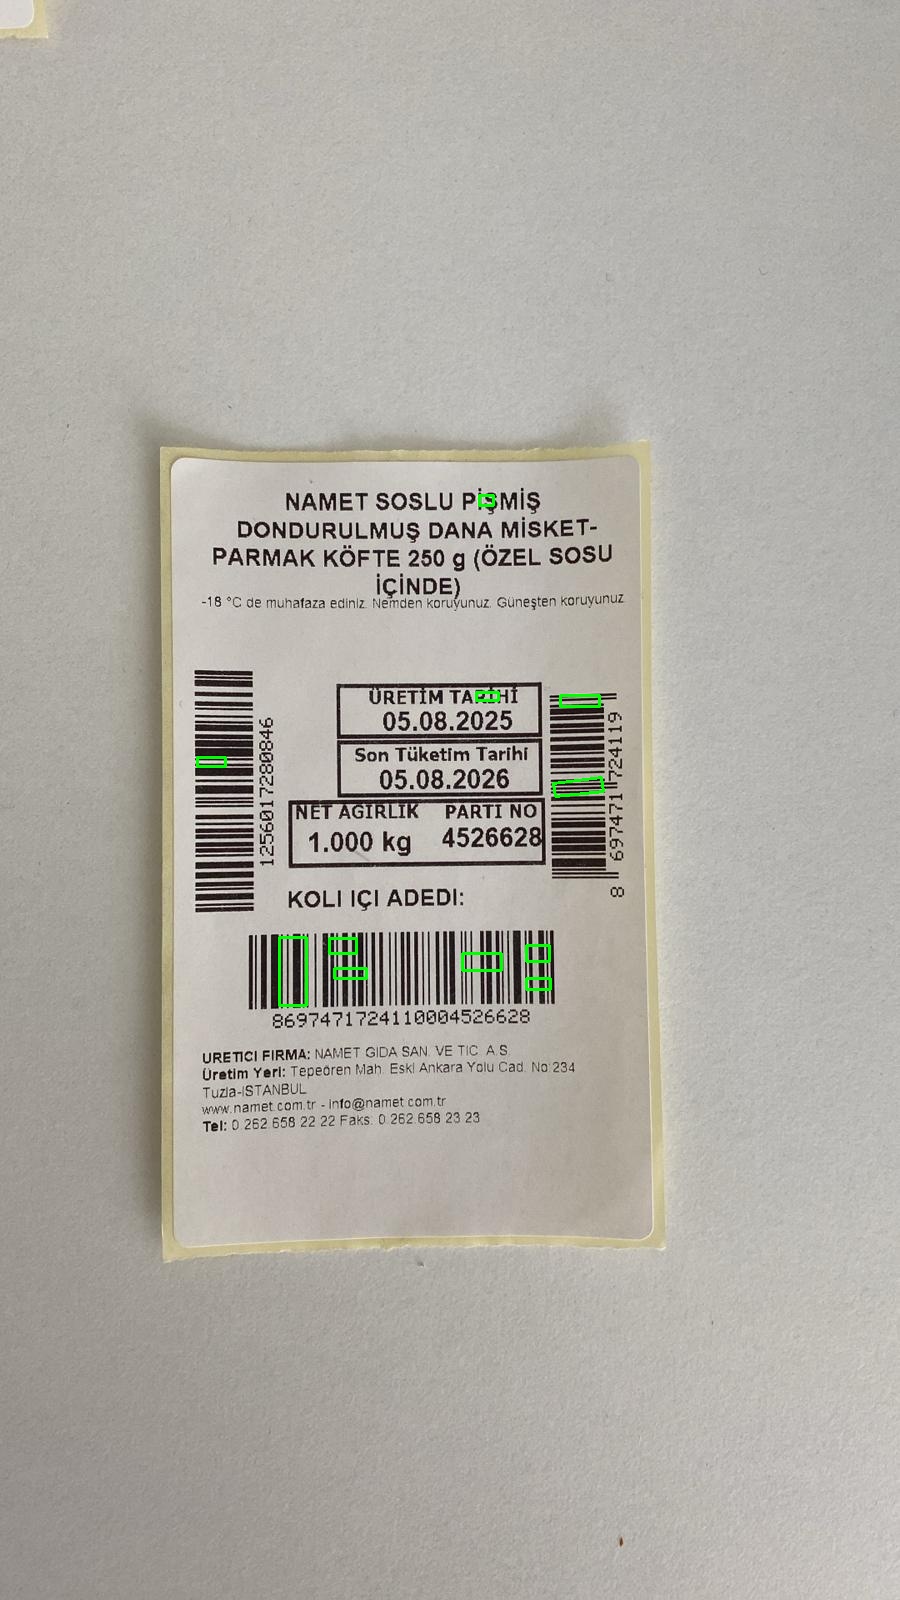 NAMET SOSLU PİŞMİŞ
DONDURULMUŞ DANA MİSKET-
PARMAK KÖFTE 250 g (ÖZEL SOSU
İÇİNDE)
-18 °C de muhafaza ediniz. Nemden koruyunuz. Güneşten koruyunuz
ÜRETİM TARİHİ
05.08.2025
Son Tüketim Tarihi
05.08.2026
NET AGIRLIK PARTI NO
1.000 kg 4526628
1256017280846
8 697471 724119
KOLI IÇI ADEDI:
8697471724110004526628
URETICI FIRMA: NAMET GIDA SAN. VE TIC. A.S.
Üretim Yeri: Tepeören Mah. Eski Ankara Yolu Cad. No:234
Tuzla-ISTANBUL
www.namet.com.tr - info@namet.com.tr
Tel: 0 262 658 22 22 Faks: 0 262 658 23 23